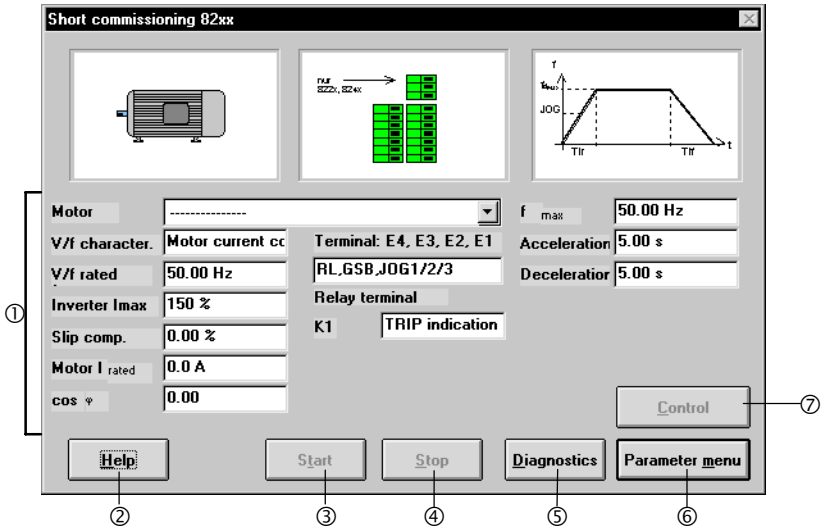 Short commissioning 82xx
nur
822x, 824x
f
JOG
Tir
Tif
t
Motor
---------------
f max
50.00 Hz
V/f character.
Motor current cc
Terminal: E4, E3, E2, E1
Acceleration
5.00 s
V/f rated
50.00 Hz
RL,GSB,JOG1/2/3
Deceleration
5.00 s
Inverter Imax
150 %
Relay terminal
①
Slip comp.
0.00 %
K1
TRIP indication
Motor I rated
0.0 A
cos φ
0.00
Control
⑦
Help
Start
Stop
Diagnostics
Parameter menu
②
③
④
⑤
⑥